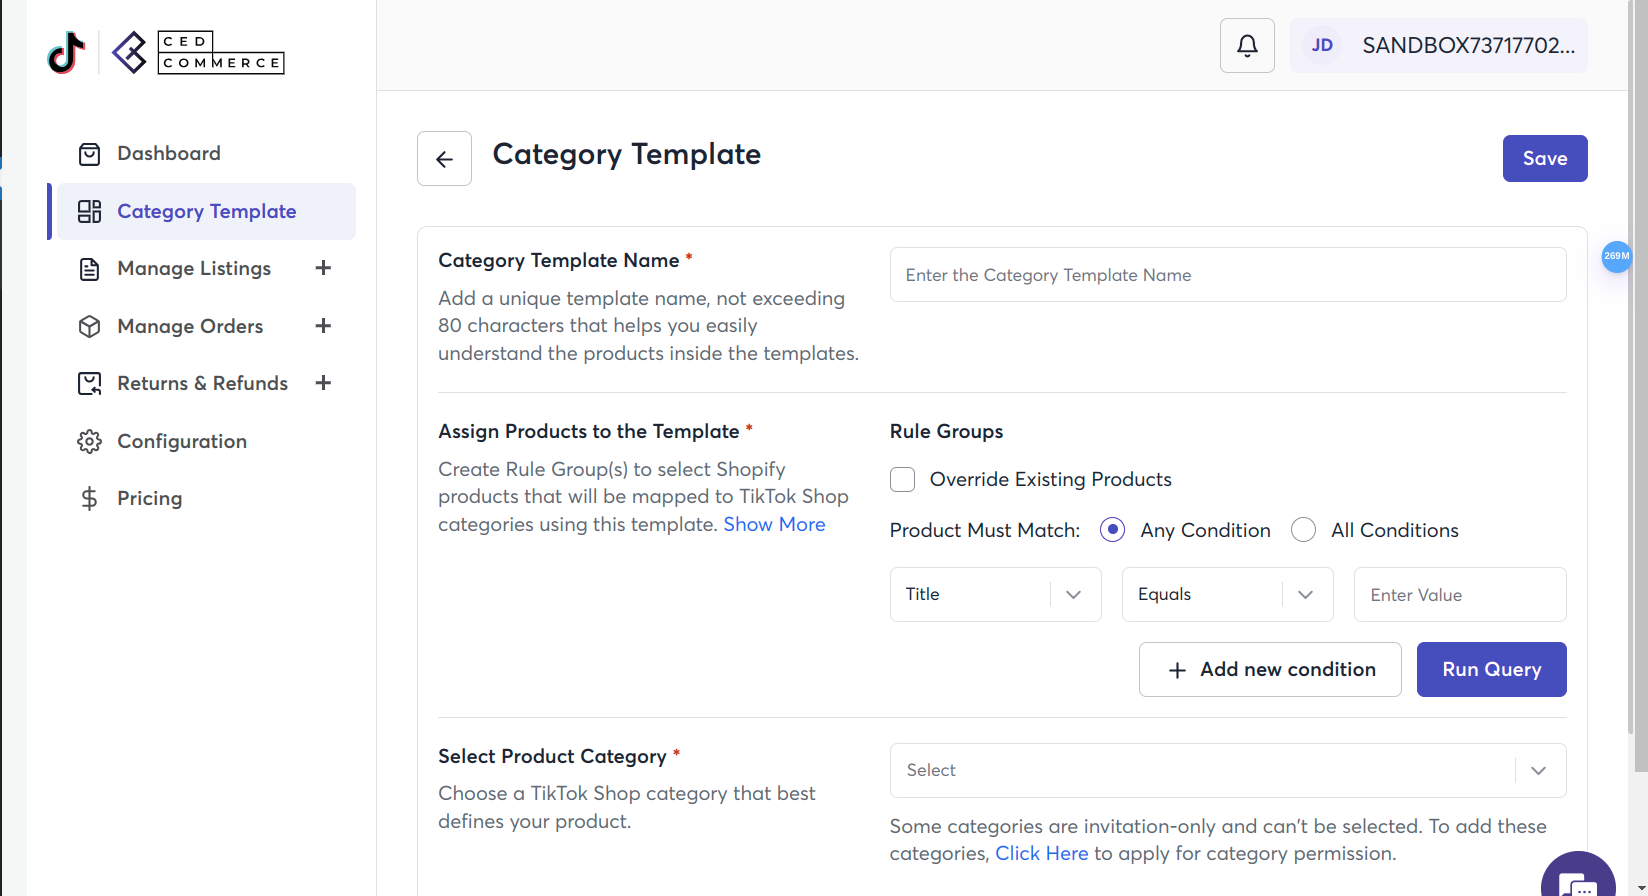 CED
COMMERCE
JD SANDBOX73717702...
Dashboard
Category Template
Manage Listings +
Manage Orders +
Returns & Refunds +
Configuration
Pricing
Category Template
Save
Category Template Name *
Add a unique template name, not exceeding
80 characters that helps you easily
understand the products inside the templates.
Enter the Category Template Name
269M
Assign Products to the Template *
Create Rule Group(s) to select Shopify
products that will be mapped to TikTok Shop
categories using this template. Show More
Rule Groups
Override Existing Products
Product Must Match: Any Condition All Conditions
Title Equals Enter Value
+ Add new condition Run Query
Select Product Category *
Choose a TikTok Shop category that best
defines your product.
Select
Some categories are invitation-only and can't be selected. To add these
categories, Click Here to apply for category permission.